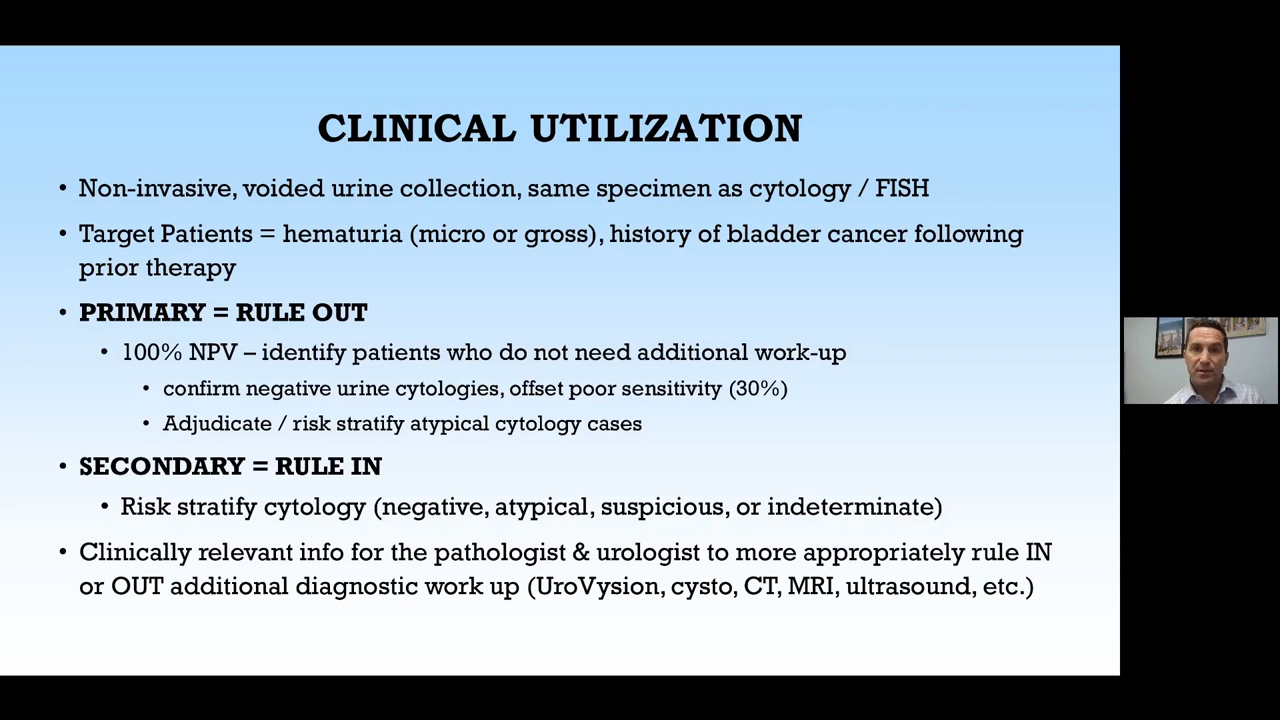 CLINICAL UTILIZATION
• Non-invasive, voided urine collection, same specimen as cytology / FISH
• Target Patients = hematuria (micro or gross), history of bladder cancer following
prior therapy
• PRIMARY = RULE OUT
• 100% NPV – identify patients who do not need additional work-up
• confirm negative urine cytologies, offset poor sensitivity (30%)
• Adjudicate / risk stratify atypical cytology cases
• SECONDARY = RULE IN
• Risk stratify cytology (negative, atypical, suspicious, or indeterminate)
• Clinically relevant info for the pathologist & urologist to more appropriately rule IN
or OUT additional diagnostic work up (UroVysion, cysto, CT, MRI, ultrasound, etc.)